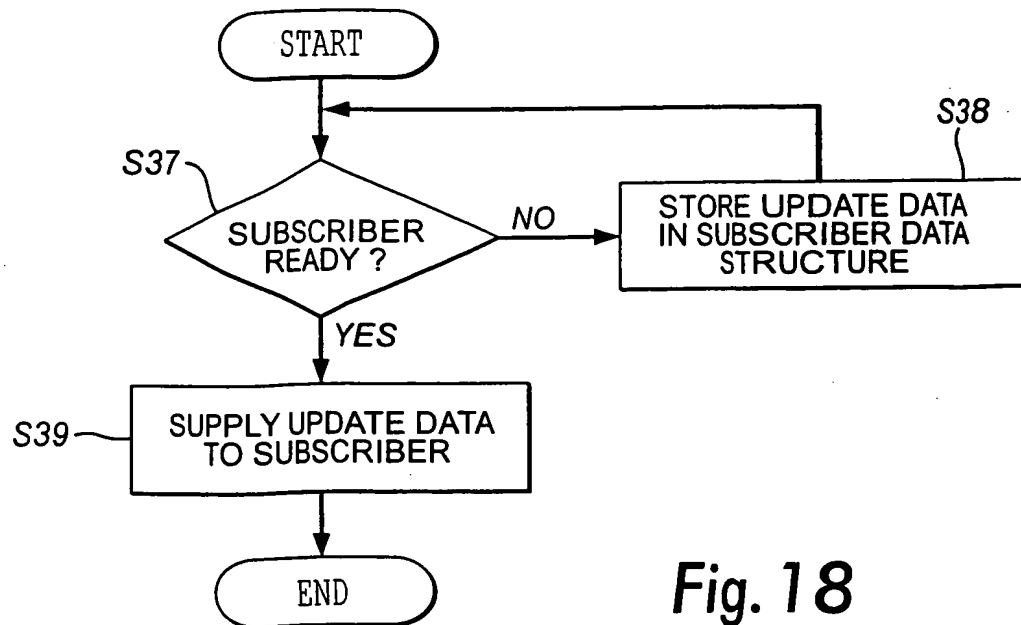 START
S37
SUBSCRIBER
READY ?
NO
S38
STORE UPDATE DATA
IN SUBSCRIBER DATA
STRUCTURE
YES
S39
SUPPLY UPDATE DATA
TO SUBSCRIBER
END
Fig. 18